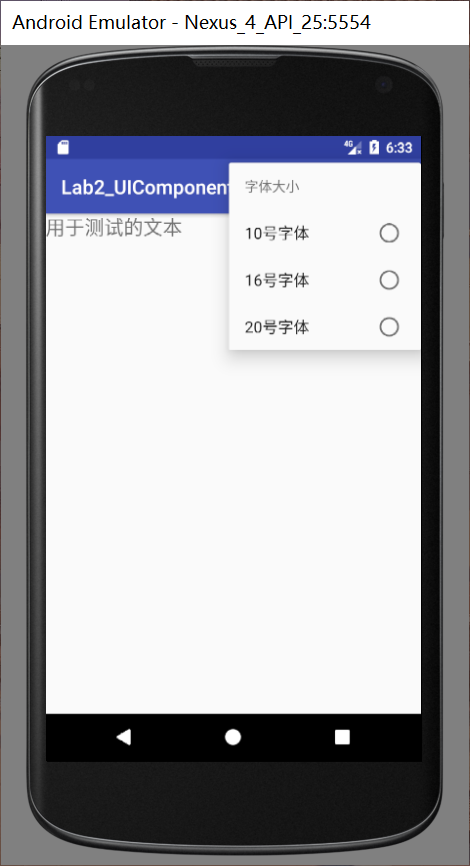 Android Emulator - Nexus_4_API_25:5554
4G 6:33
Lab2_UIComponent
字体大小
用于测试的文本
10号字体
16号字体
20号字体